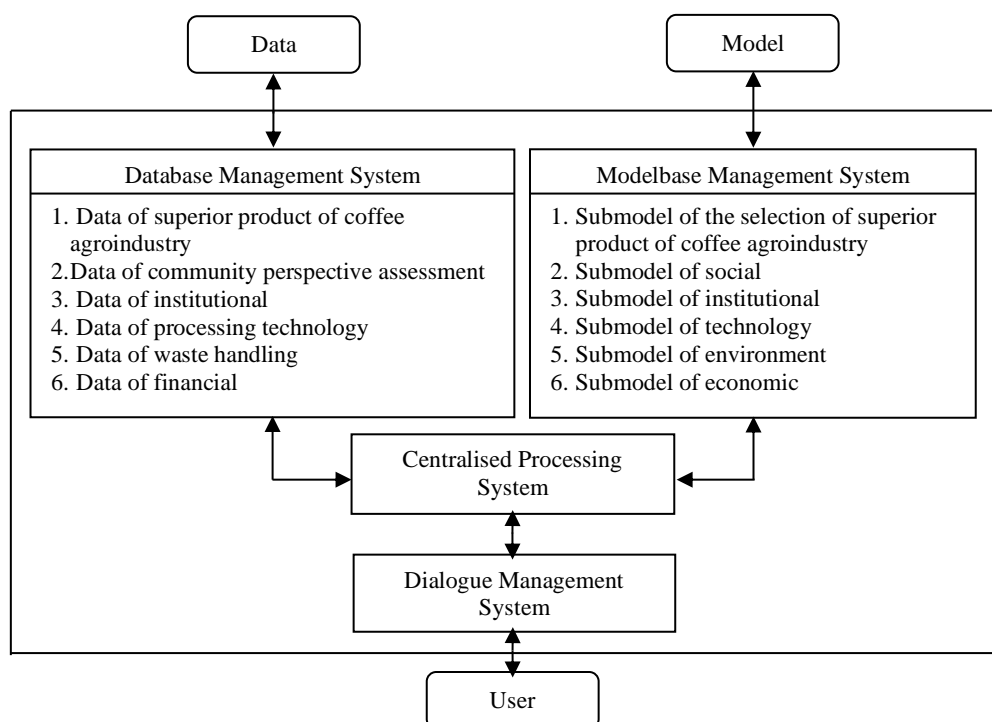 Data
Model
Database Management System
1. Data of superior product of coffee
agroindustry
2.Data of community perspective assessment
3. Data of institutional
4. Data of processing technology
5. Data of waste handling
6. Data of financial
Modelbase Management System
1. Submodel of the selection of superior
product of coffee agroindustry
2. Submodel of social
3. Submodel of institutional
4. Submodel of technology
5. Submodel of environment
6. Submodel of economic
Centralised Processing
System
Dialogue Management
System
User